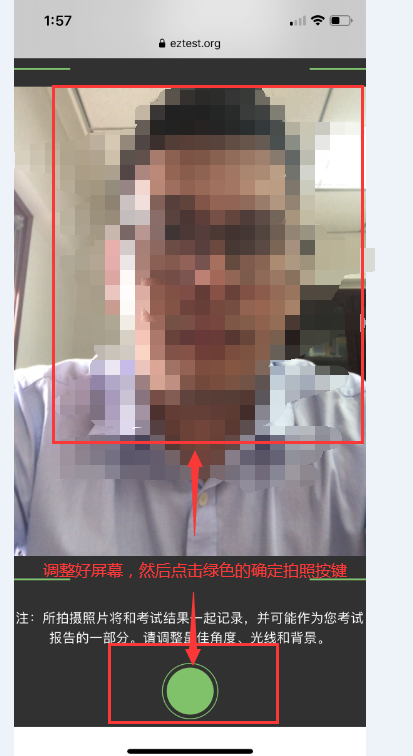 1:57
eztest.org
调整好屏幕，然后点击绿色的确定拍照按键
注：所拍摄照片将和考试结果一起记录，并可能作为您考试
报告的一部分。请调整最佳角度、光线和背景。